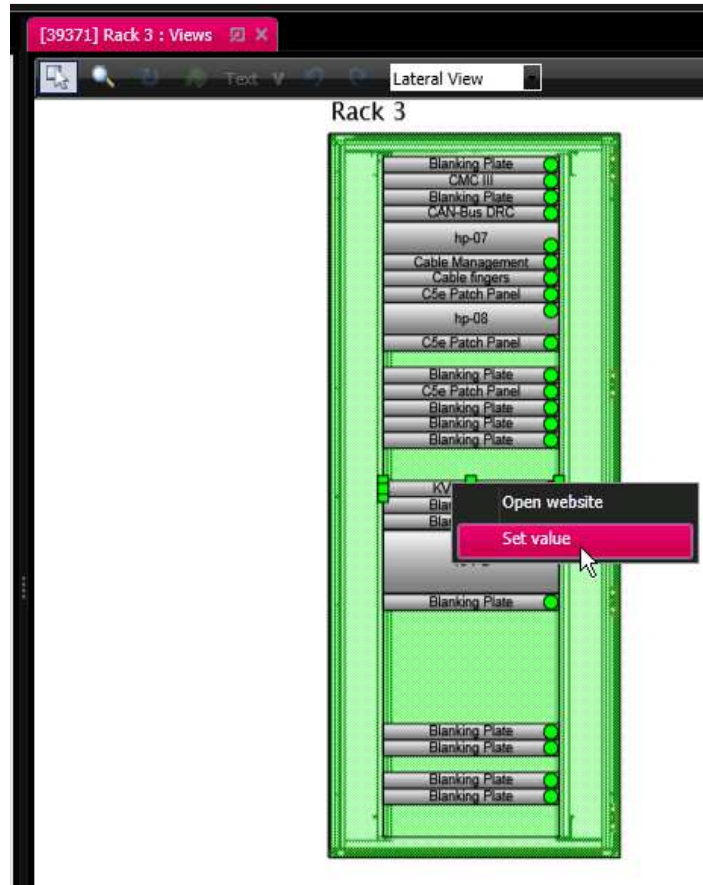 [39371] Rack 3 : Views
Text V
Lateral View
Rack 3
Blanking Plate
CMC III
Blanking Plate
CAN-Bus DRC
hp-07
Cable Management
Cable fingers
C5e Patch Panel
hp-08
C5e Patch Panel
Blanking Plate
C5e Patch Panel
Blanking Plate
Blanking Plate
Blanking Plate
Open website
Set value
Blanking Plate
Blanking Plate
Blanking Plate
Blanking Plate
Blanking Plate